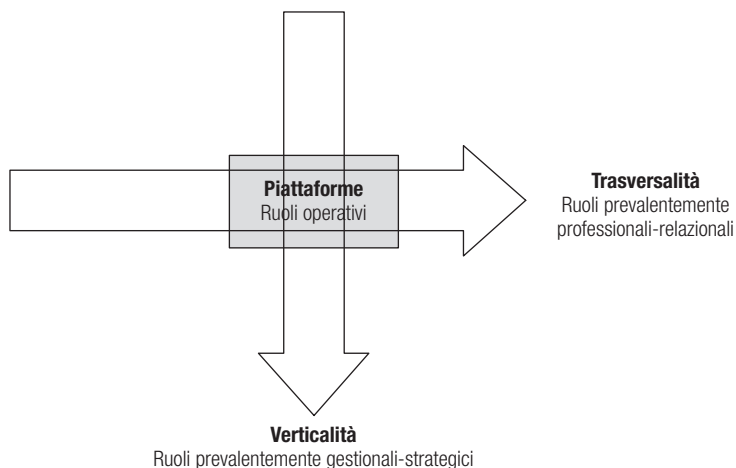 Piattaforme
Ruoli operativi
Trasversalità
Ruoli prevalentemente
professionali-relazionali
Verticalità
Ruoli prevalentemente gestionali-strategici